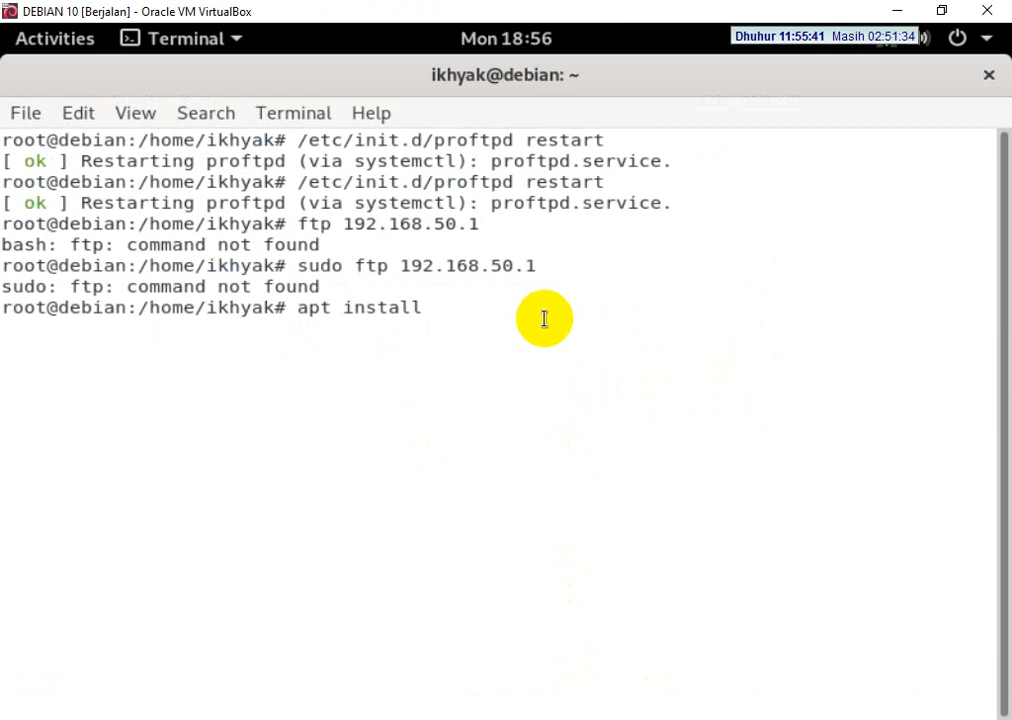 DEBIAN 10 [Berjalan] - Oracle VM VirtualBox
Activities Terminal Mon 18:56 Dhuhur 11:55:41 Masih 02:51:34
ikhyak@debian: ~
File Edit View Search Terminal Help
root@debian:/home/ikhyak# /etc/init.d/proftpd restart
[ ok ] Restarting proftpd (via systemctl): proftpd.service.
root@debian:/home/ikhyak# /etc/init.d/proftpd restart
[ ok ] Restarting proftpd (via systemctl): proftpd.service.
root@debian:/home/ikhyak# ftp 192.168.50.1
bash: ftp: command not found
root@debian:/home/ikhyak# sudo ftp 192.168.50.1
sudo: ftp: command not found
root@debian:/home/ikhyak# apt install